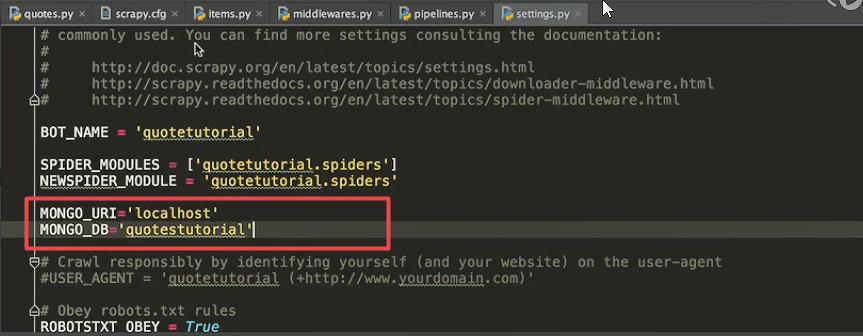 quotes.py × scrapy.cfg × items.py × middlewares.py × pipelines.py × settings.py ×
# commonly used. You can find more settings consulting the documentation:
#
#     http://doc.scrapy.org/en/latest/topics/settings.html
#     http://scrapy.readthedocs.org/en/latest/topics/downloader-middleware.html
#     http://scrapy.readthedocs.org/en/latest/topics/spider-middleware.html
BOT_NAME = 'quotetutorial'
SPIDER_MODULES = ['quotetutorial.spiders']
NEWSPIDER_MODULE = 'quotetutorial.spiders'
MONGO_URI='localhost'
MONGO_DB='quotestutorial'
# Crawl responsibly by identifying yourself (and your website) on the user-agent
#USER_AGENT = 'quotetutorial (+http://www.yourdomain.com)'
# Obey robots.txt rules
ROBOTSTXT_OBEY = True